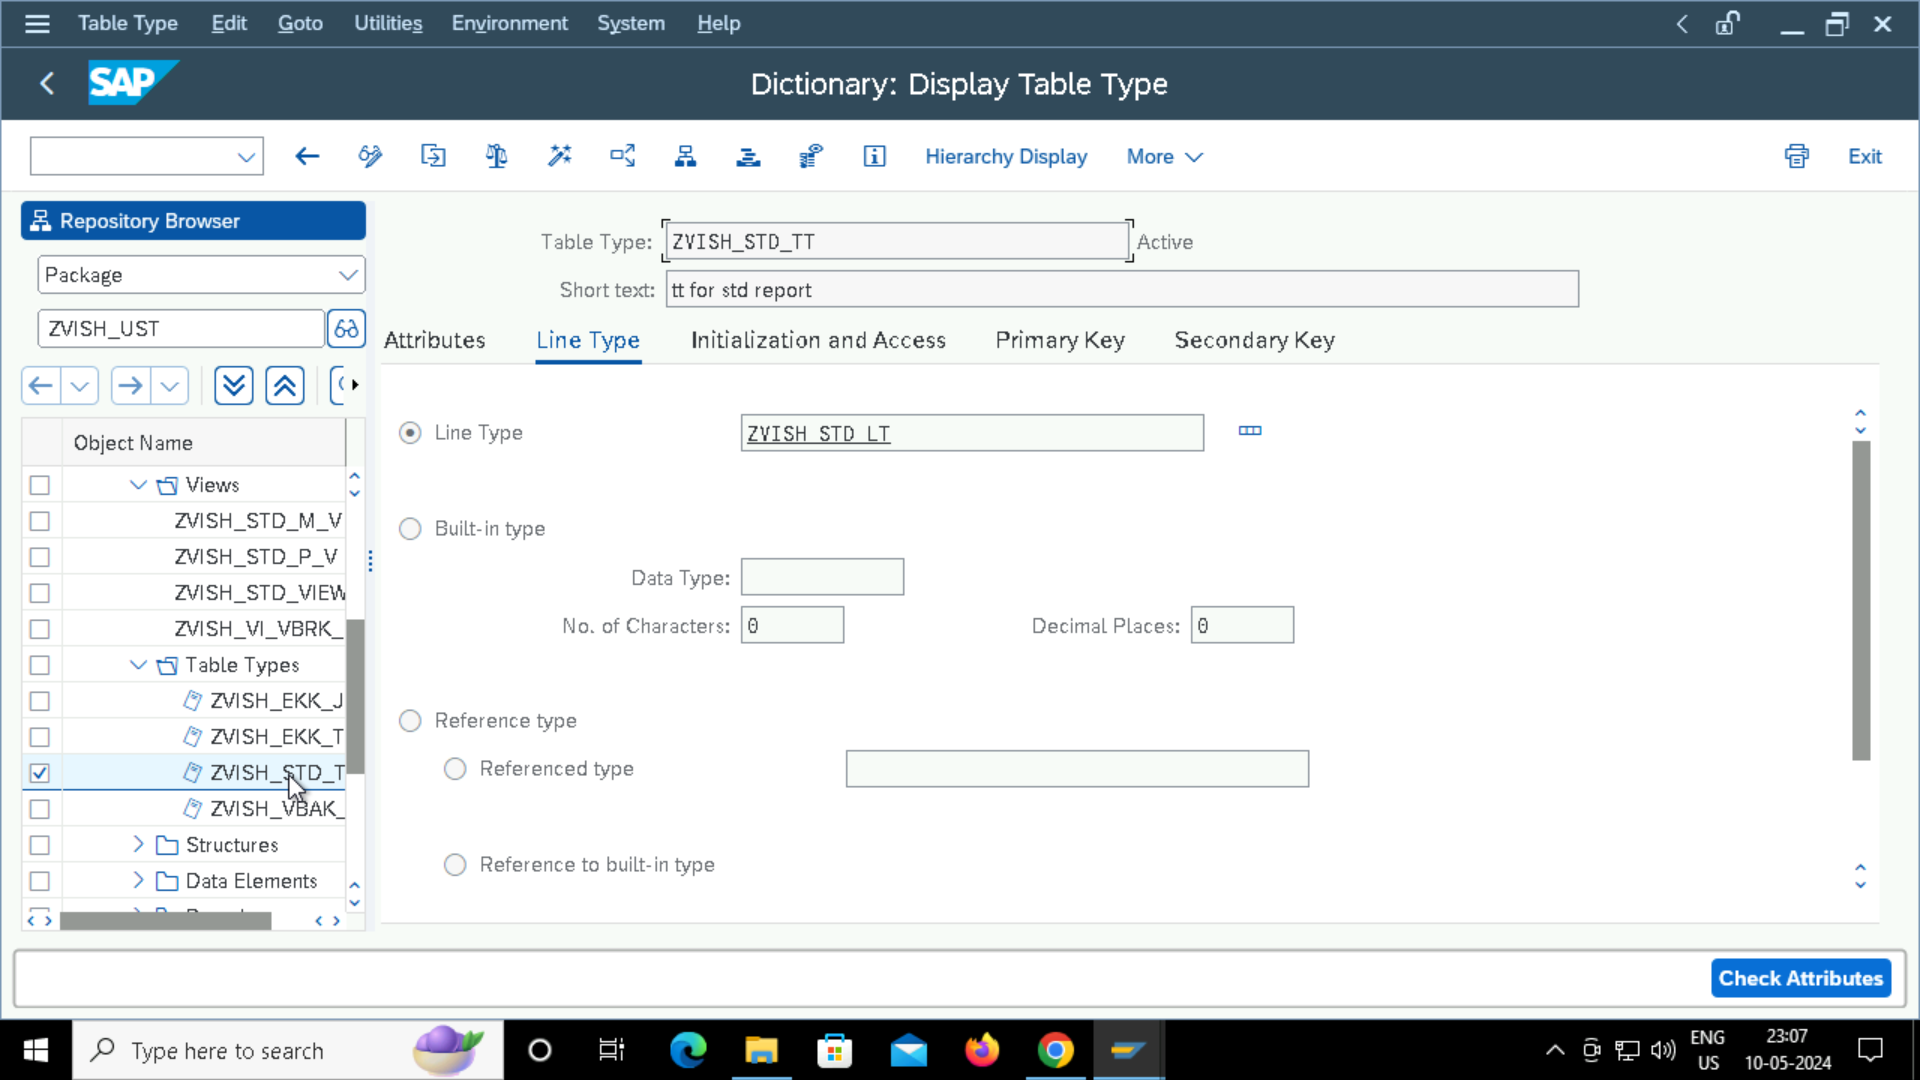 Table Type Edit Goto Utilities Environment System Help
SAP Dictionary: Display Table Type
Hierarchy Display More Exit
Repository Browser
Package
ZVISH_UST
Object Name
Views
ZVISH_STD_M_V
ZVISH_STD_P_V
ZVISH_STD_VIEW
ZVISH_VI_VBRK_
Table Types
ZVISH_EKK_J
ZVISH_EKK_T
ZVISH_STD_T
ZVISH_VBAK_
Structures
Data Elements
Table Type: ZVISH_STD_TT Active
Short text: tt for std report
Attributes Line Type Initialization and Access Primary Key Secondary Key
Line Type ZVISH_STD_LT
Built-in type
Data Type:
No. of Characters: 0 Decimal Places: 0
Reference type
Referenced type
Reference to built-in type
Check Attributes
Type here to search
ENG 23:07
US 10-05-2024